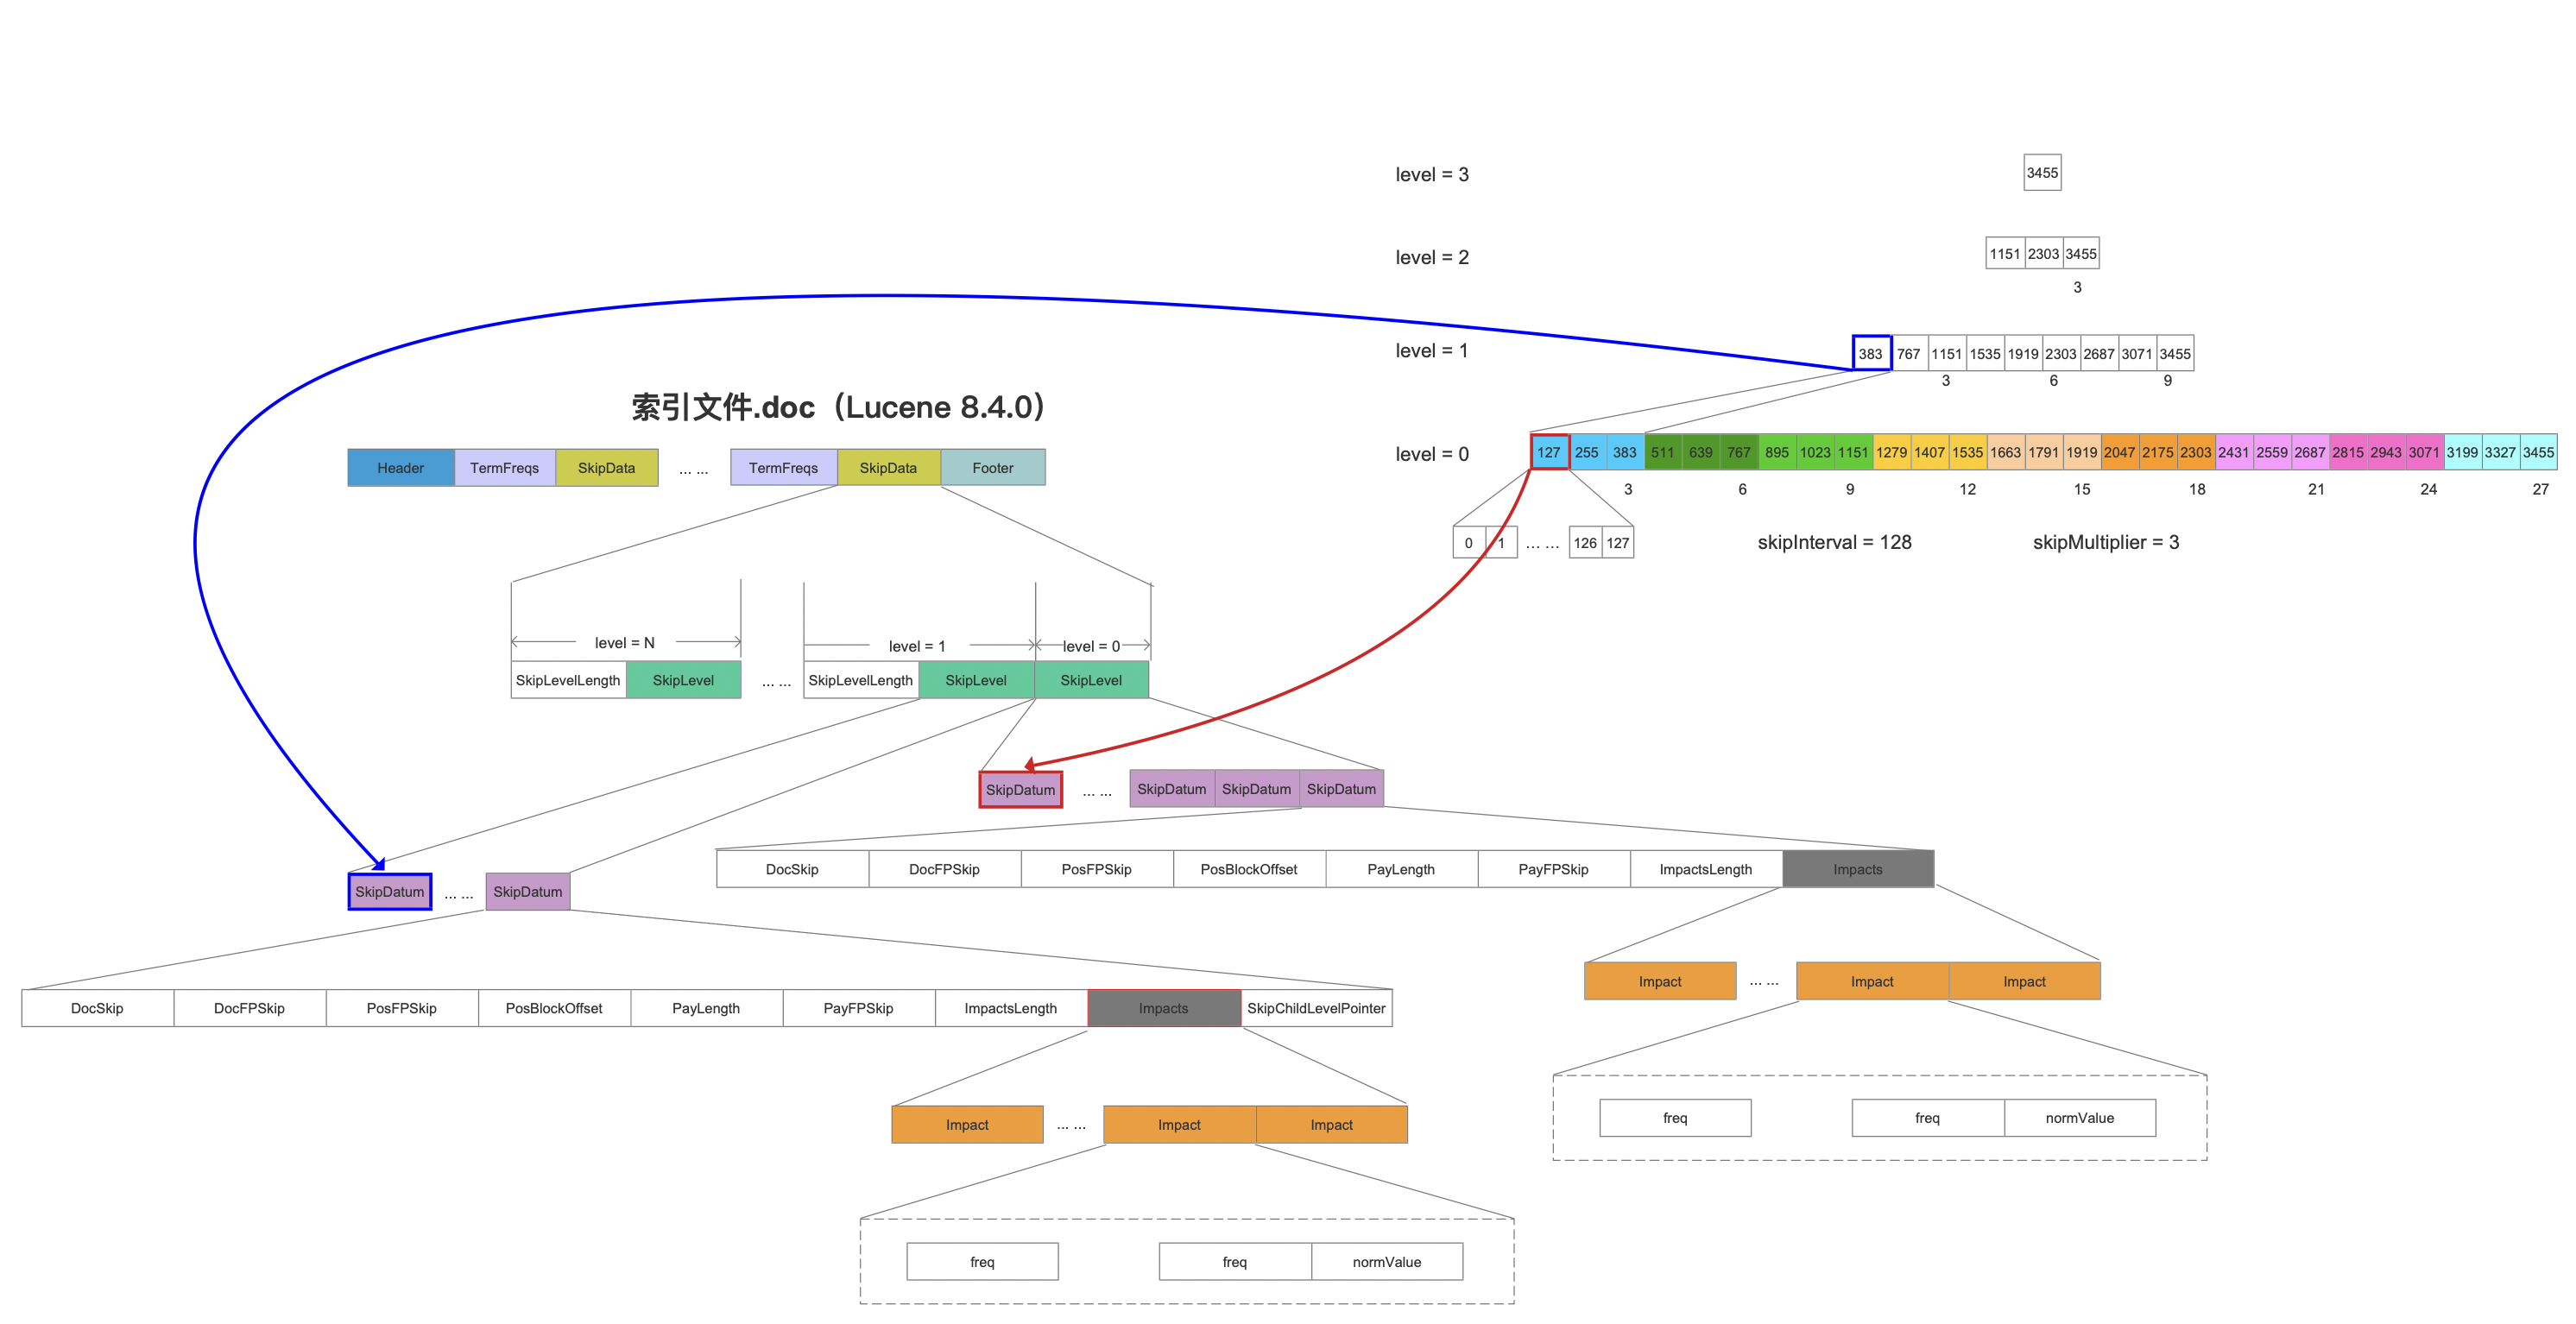 level = 3
3455
level = 2
1151 2303 3455
3
level = 1
383 767 1151 1535 1919 2303 2687 3071 3455
3 6 9
索引文件.doc（Lucene 8.4.0）
level = 0
127 255 383 511 639 767 895 1023 1151 1279 1407 1535 1663 1791 1919 2047 2175 2303 2431 2559 2687 2815 2943 3071 3199 3327 3455
3 6 9 12 15 18 21 24 27
Header TermFreqs SkipData ... ... TermFreqs SkipData Footer
0 1 ... ... 126 127
skipInterval = 128
skipMultiplier = 3
level = N
level = 1
level = 0
SkipLevelLength SkipLevel ... ... SkipLevelLength SkipLevel SkipLevel
SkipDatum ... ... SkipDatum SkipDatum SkipDatum
DocSkip DocFPSkip PosFPSkip PosBlockOffset PayLength PayFPSkip ImpactsLength Impacts
SkipDatum ... ... SkipDatum
Impact ... ... Impact Impact
DocSkip DocFPSkip PosFPSkip PosBlockOffset PayLength PayFPSkip ImpactsLength Impacts SkipChildLevelPointer
freq freq normValue
Impact ... ... Impact Impact
freq freq normValue